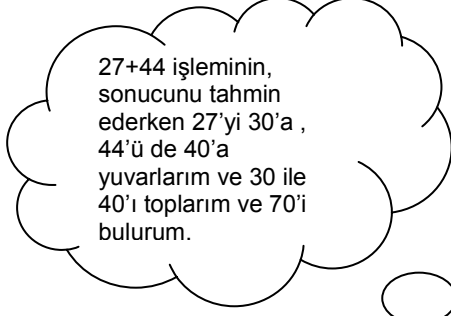 27+44 işleminin,
sonucunu tahmin
ederken 27'yi 30'a ,
44'ü de 40'a
yuvarlarım ve 30 ile
40'ı toplarım ve 70'i
bulurum.